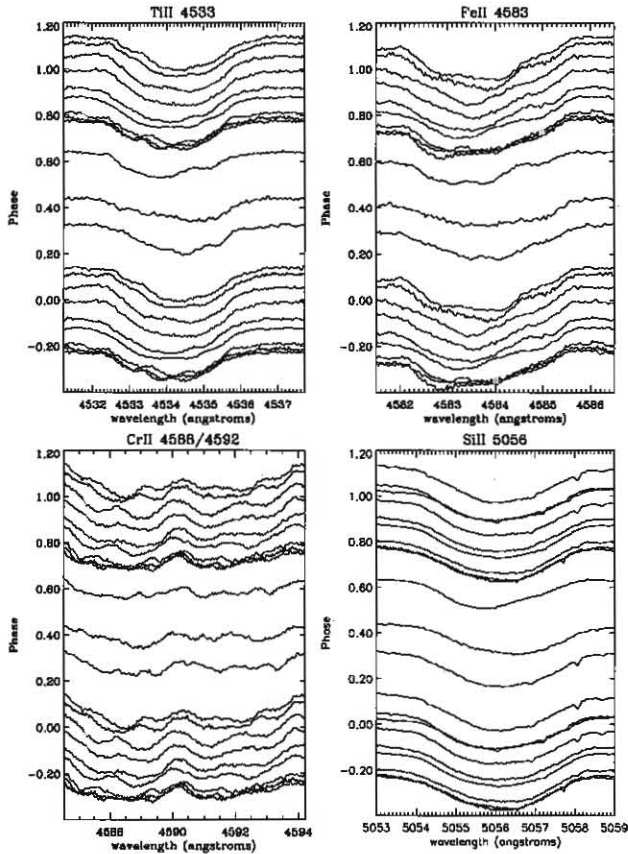 TiII 4533
1.20
1.00
0.80
0.60
0.40
0.20
0.00
-0.20
Phase
4532 4533 4534 4535 4536 4537
wavelength (angstroms)
FeII 4583
1.20
1.00
0.80
0.60
0.40
0.20
0.00
-0.20
Phase
4582 4583 4584 4585 4586
wavelength (angstroms)
CrII 4588/4592
1.20
1.00
0.80
0.60
0.40
0.20
0.00
-0.20
Phase
4588 4590 4592 4594
wavelength (angstroms)
SiII 5056
1.20
1.00
0.80
0.60
0.40
0.20
0.00
-0.20
Phase
5053 5054 5055 5056 5057 5058 5059
wavelength (angstroms)